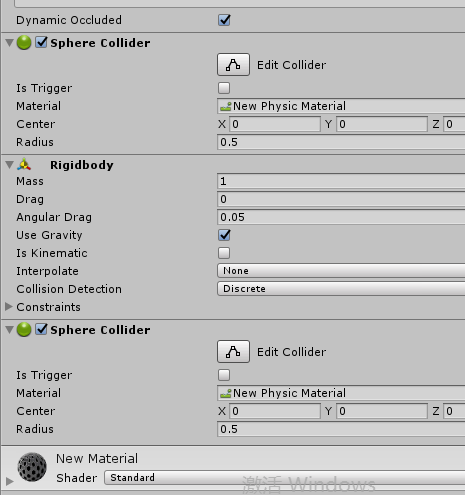 Dynamic Occluded
Sphere Collider
Edit Collider
Is Trigger
Material New Physic Material
Center X 0 Y 0 Z 0
Radius 0.5
Rigidbody
Mass 1
Drag 0
Angular Drag 0.05
Use Gravity
Is Kinematic
Interpolate None
Collision Detection Discrete
Constraints
Sphere Collider
Edit Collider
Is Trigger
Material New Physic Material
Center X 0 Y 0 Z 0
Radius 0.5
New Material
Shader Standard
激活 Windows